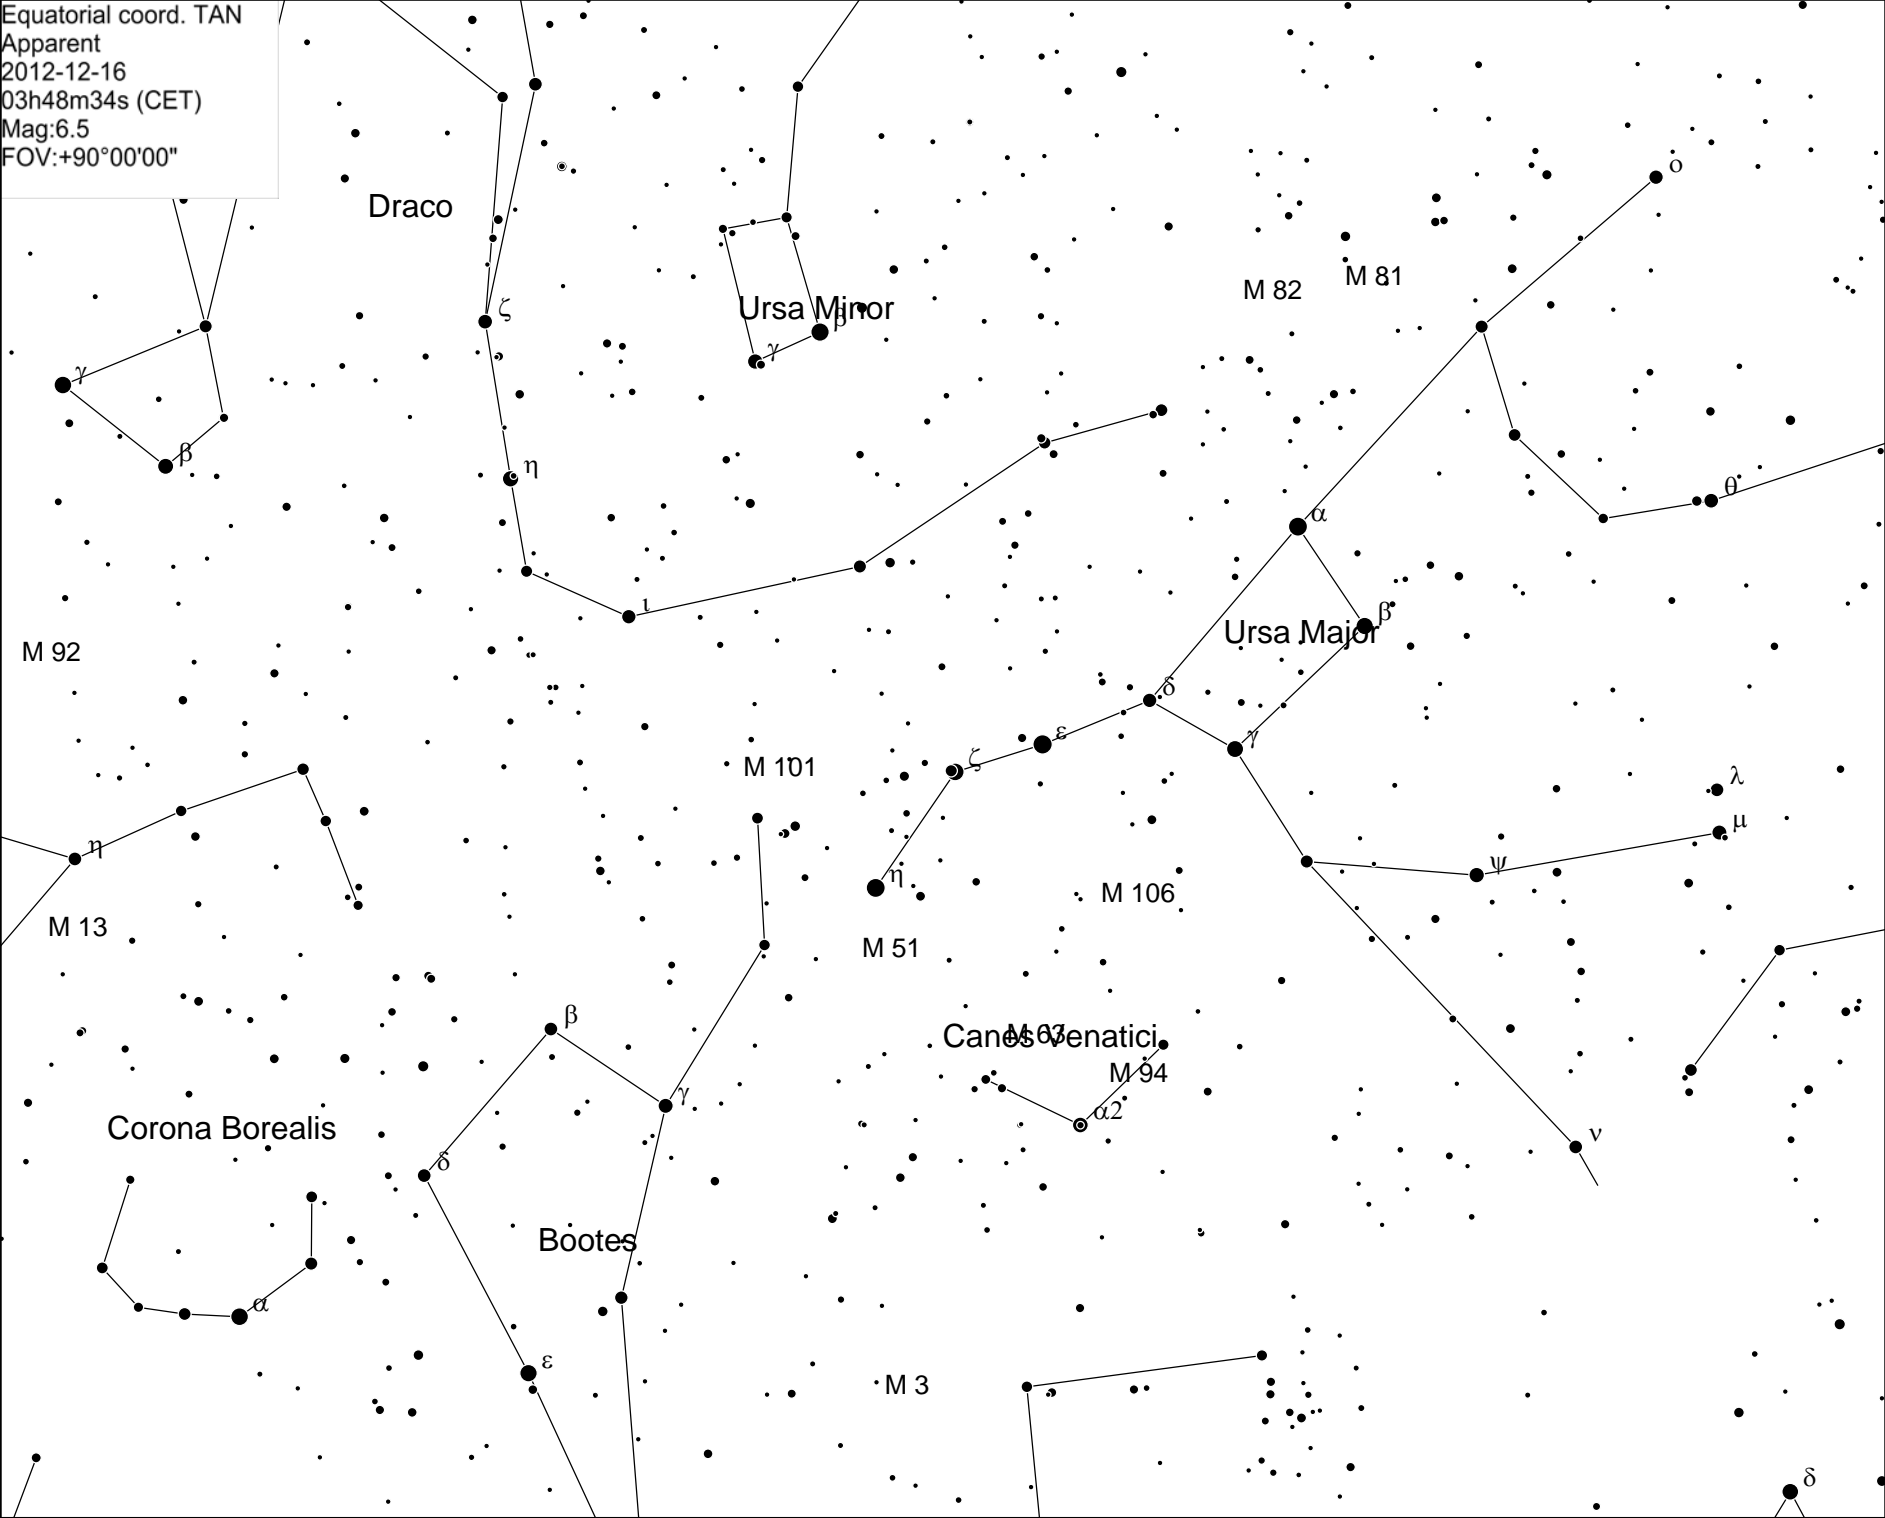 Equatorial coord. TAN
Apparent
2012-12-16
03h48m34s (CET)
Mag:6.5
FOV:+90°00'00"
ο
Draco
M 82
M 81
ζ
Ursa Minor
β
γ
γ
β
η
θ
α
ι
β
Ursa Major
M 92
δ
ε
γ
ζ
M 101
λ
μ
η
ψ
η
M 106
M 13
M 51
β
Canes Venatici
M 63
M 94
γ
α2
Corona Borealis
ν
δ
Bootes
α
ε
M 3
δ